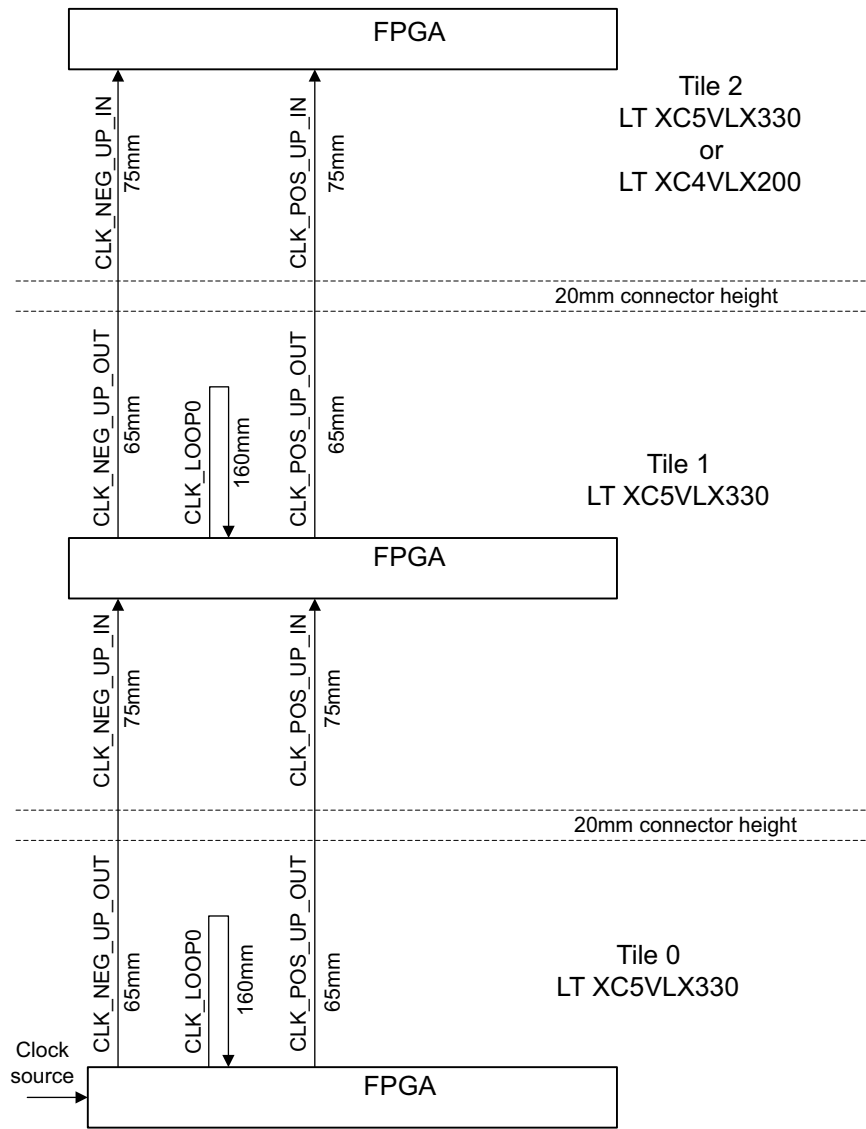 FPGA
CLK_NEG_UP_IN
75mm
CLK_POS_UP_IN
75mm
Tile 2
LT XC5VLX330
or
LT XC4VLX200
20mm connector height
CLK_NEG_UP_OUT
65mm
CLK_LOOP0
160mm
CLK_POS_UP_OUT
65mm
Tile 1
LT XC5VLX330
FPGA
CLK_NEG_UP_IN
75mm
CLK_POS_UP_IN
75mm
20mm connector height
CLK_NEG_UP_OUT
65mm
CLK_LOOP0
160mm
CLK_POS_UP_OUT
65mm
Tile 0
LT XC5VLX330
Clock
source
FPGA